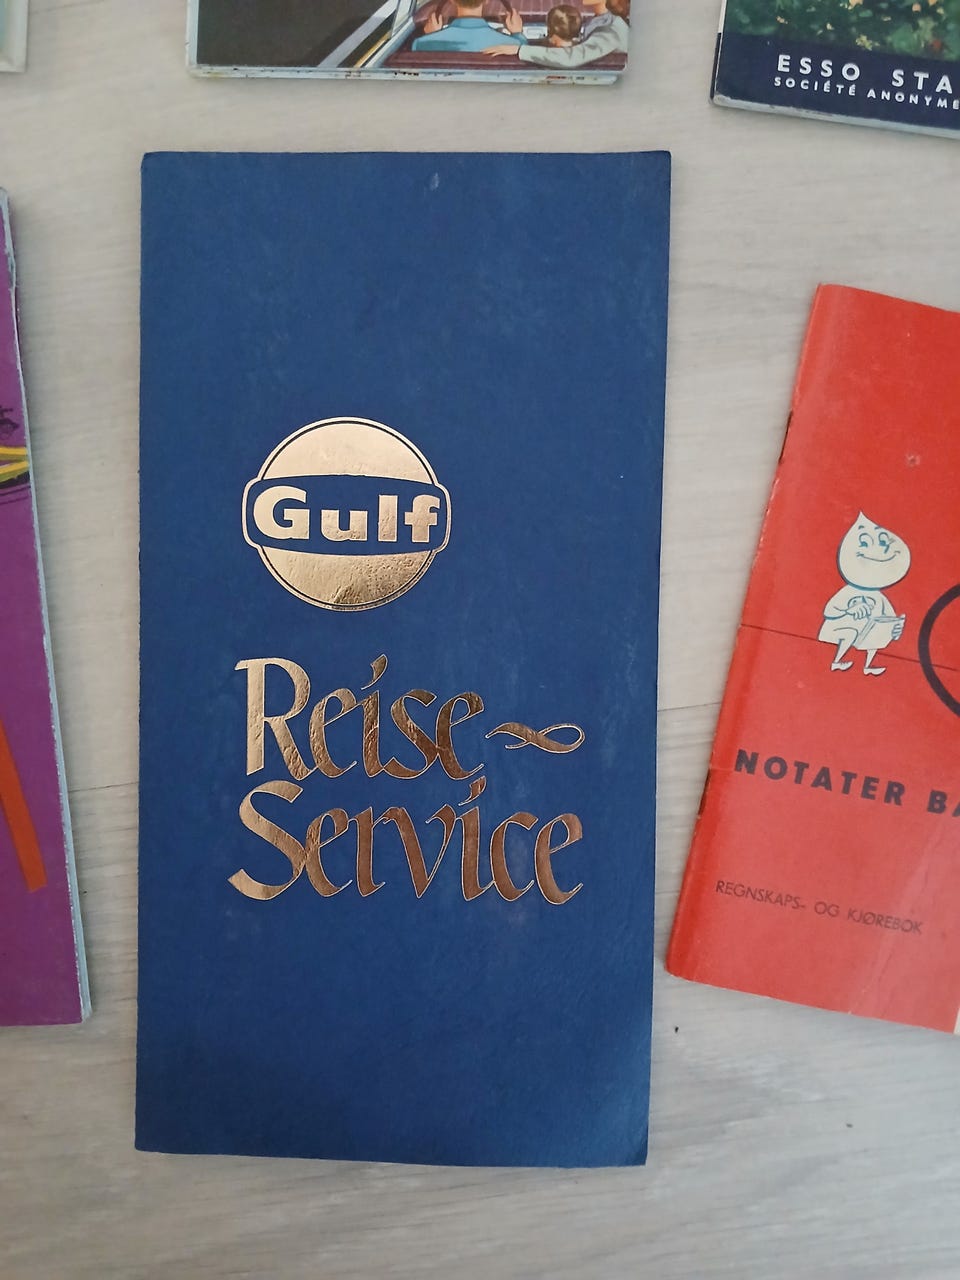 ESSO STA
SOCIÉTÉ ANONYME
Gulf
Reise~
Service
NOTATER BA
REGNSKAPS- OG KJØREBOK